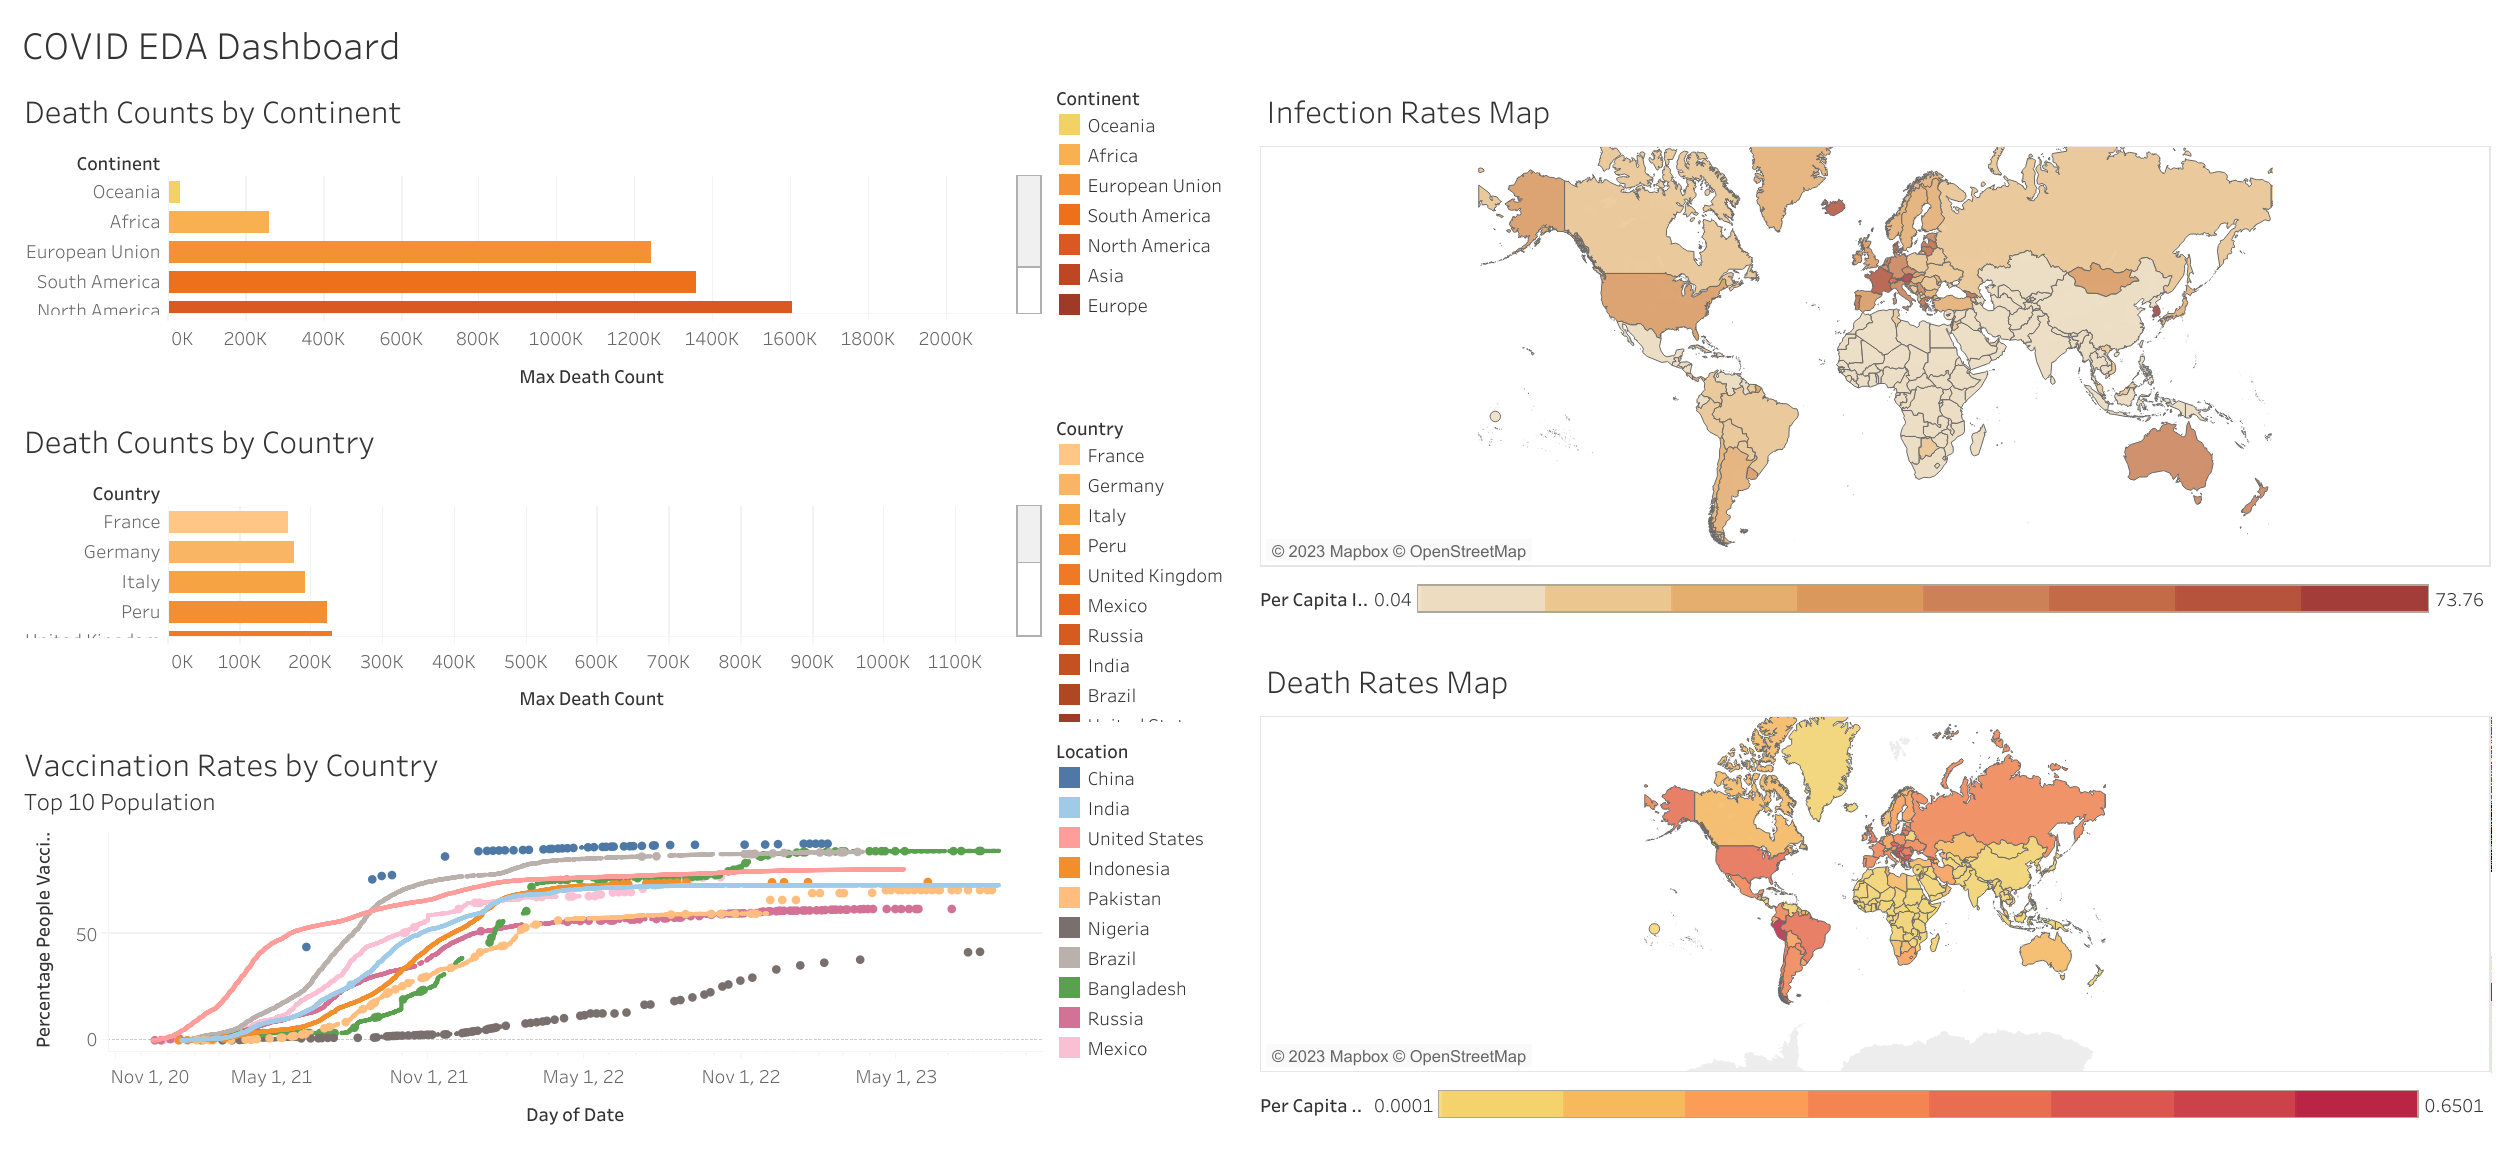 COVID EDA Dashboard
Death Counts by Continent
Continent
Oceania
Africa
European Union
South America
North America
0K 200K 400K 600K 800K 1000K 1200K 1400K 1600K 1800K 2000K
Max Death Count
Continent
Oceania
Africa
European Union
South America
North America
Asia
Europe
Death Counts by Country
Country
France
Germany
Italy
Peru
United Kingdom
0K 100K 200K 300K 400K 500K 600K 700K 800K 900K 1000K 1100K
Max Death Count
Country
France
Germany
Italy
Peru
United Kingdom
Mexico
Russia
India
Brazil
Vaccination Rates by Country
Top 10 Population
Percentage People Vacci..
50
0
Nov 1, 20 May 1, 21 Nov 1, 21 May 1, 22 Nov 1, 22 May 1, 23
Day of Date
Location
China
India
United States
Indonesia
Pakistan
Nigeria
Brazil
Bangladesh
Russia
Mexico
Infection Rates Map
© 2023 Mapbox © OpenStreetMap
Per Capita I.. 0.04 73.76
Death Rates Map
© 2023 Mapbox © OpenStreetMap
Per Capita .. 0.0001 0.6501